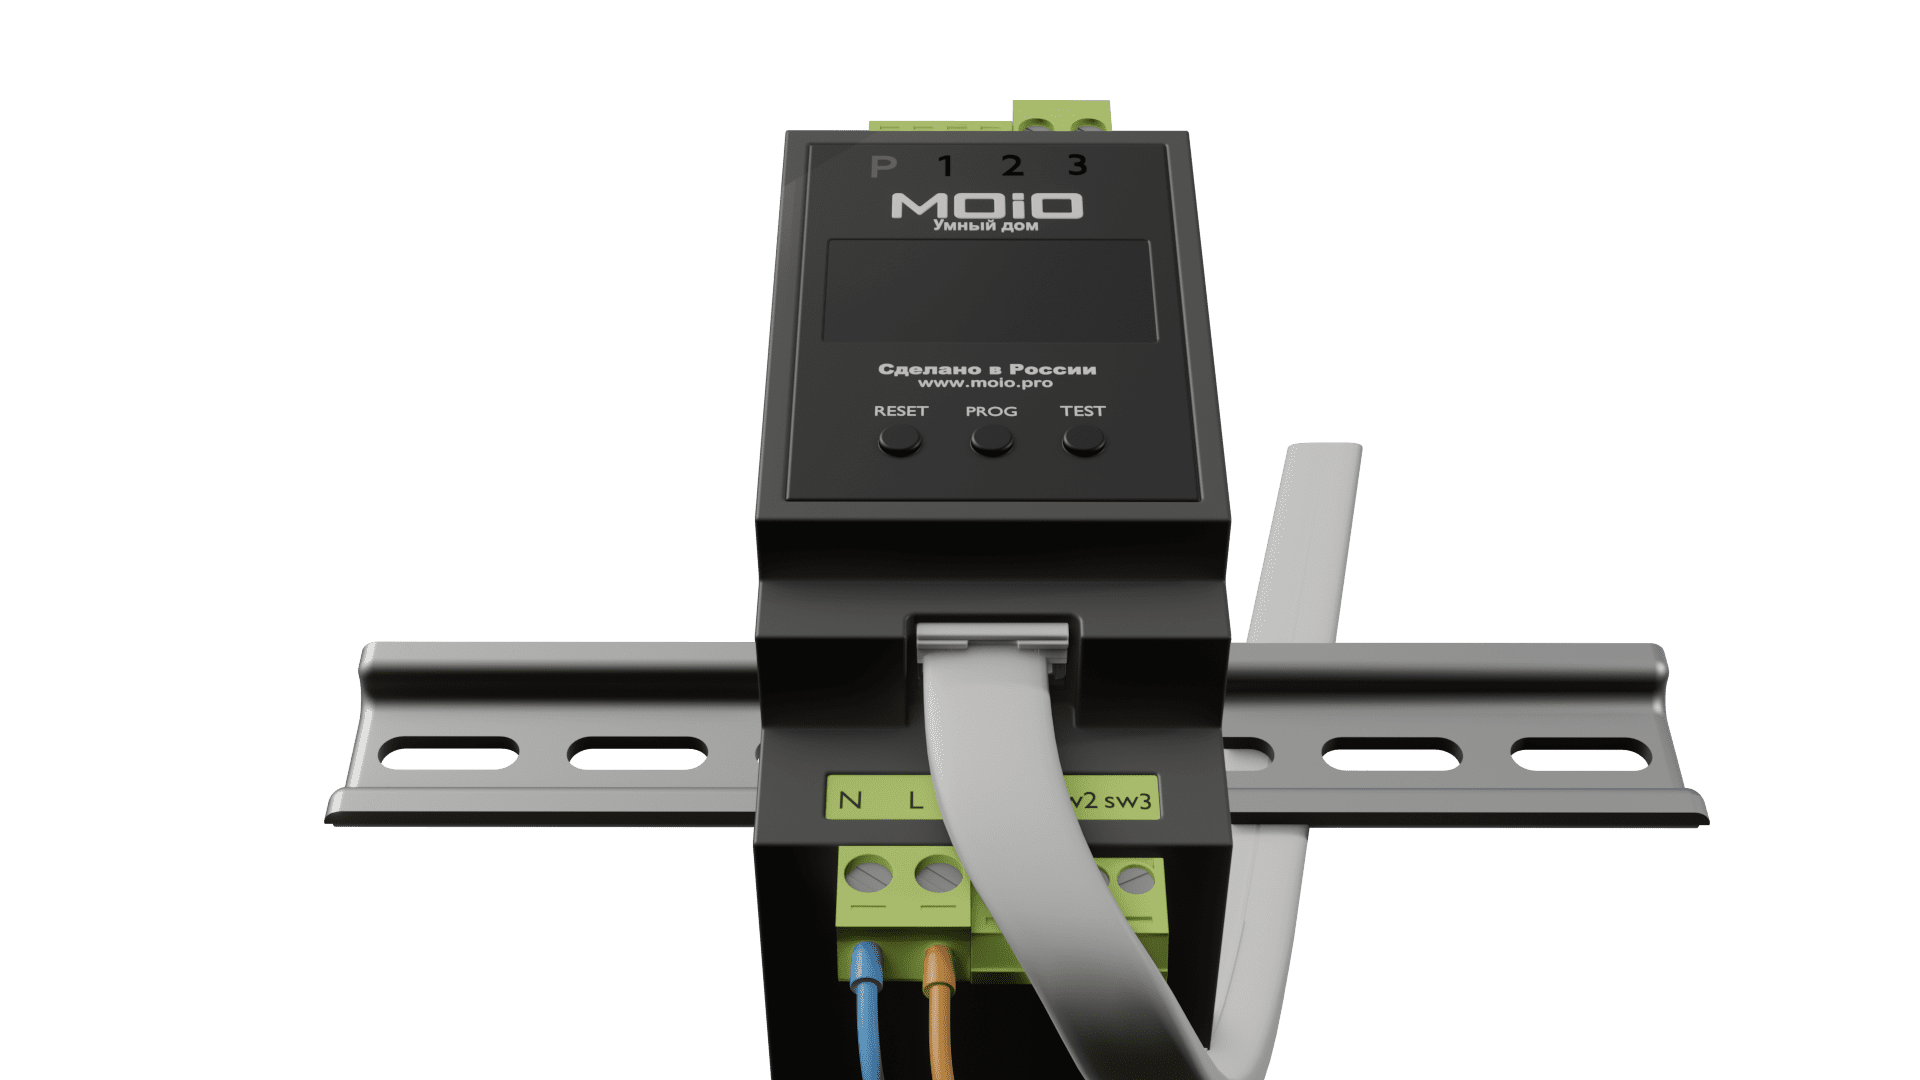 P 1 2 3
MOiO
Умный дом
Сделано в России
www.moio.pro
RESET PROG TEST
N L sw3